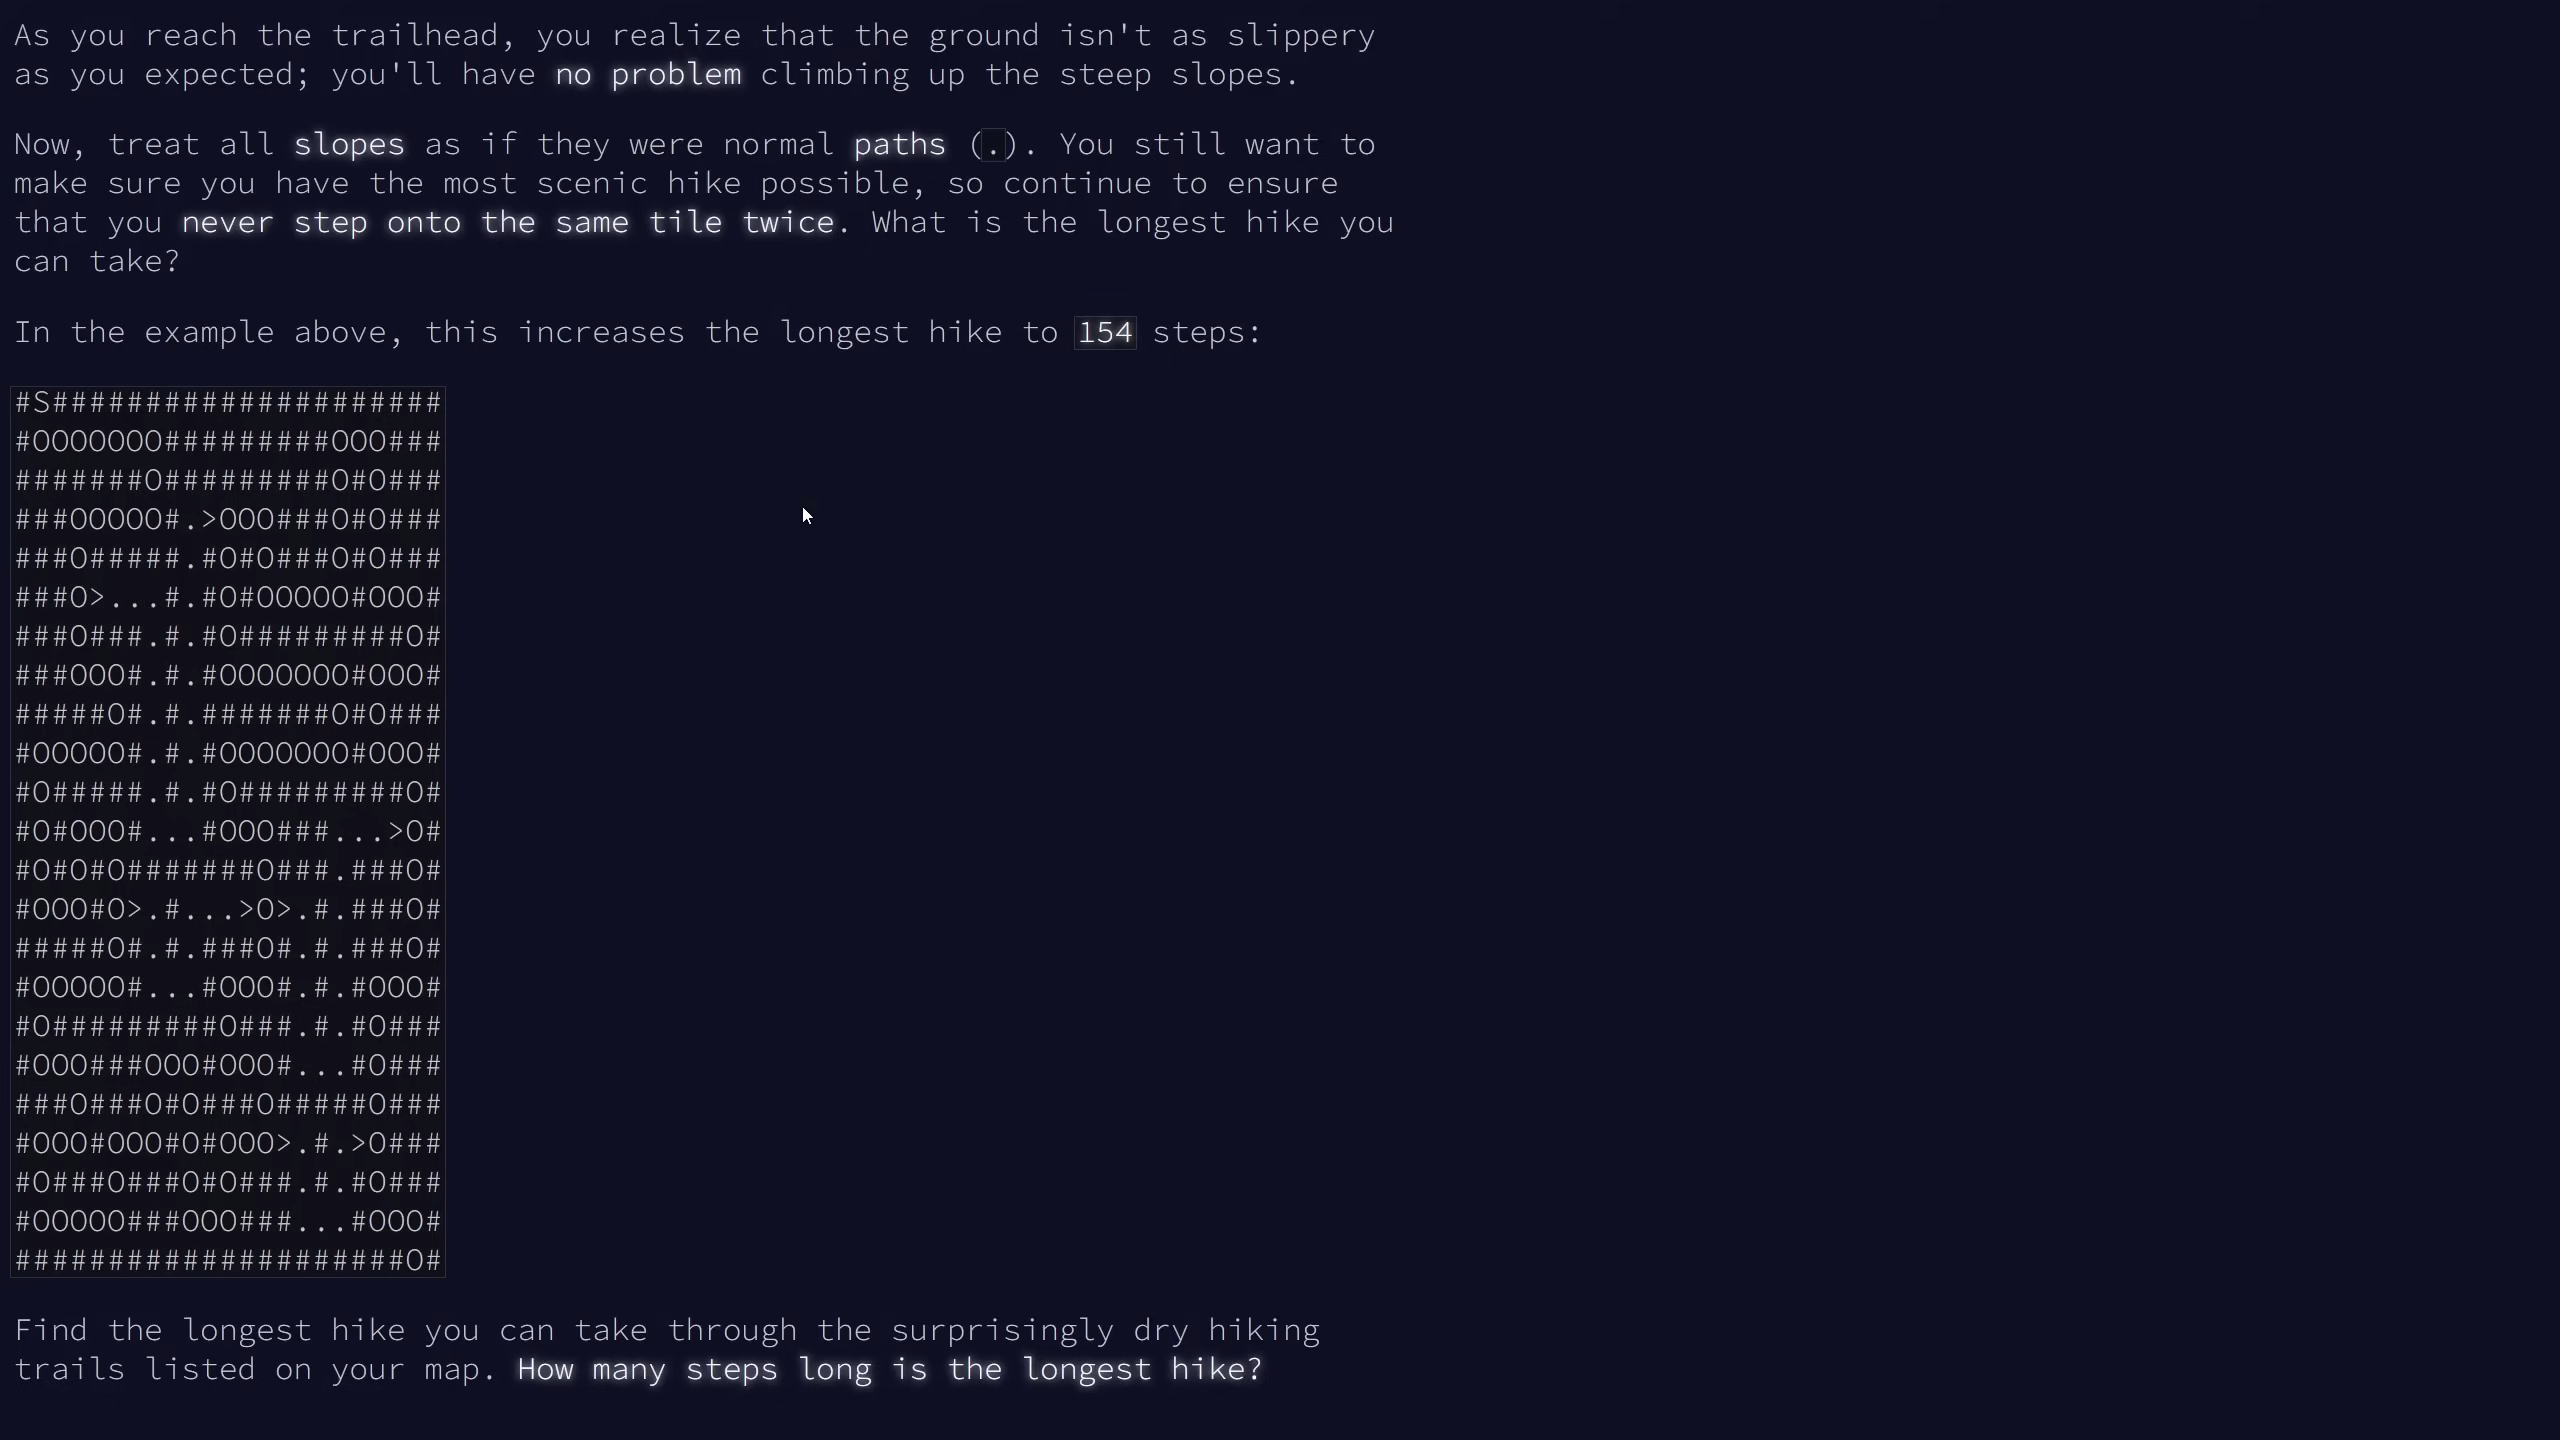 As you reach the trailhead, you realize that the ground isn't as slippery
as you expected; you'll have no problem climbing up the steep slopes.
Now, treat all slopes as if they were normal paths (.). You still want to
make sure you have the most scenic hike possible, so continue to ensure
that you never step onto the same tile twice. What is the longest hike you
can take?
In the example above, this increases the longest hike to 154 steps:
#S#####################
#OOOOOOO#########OOO###
#######O#########O#O###
###OOOOO#.>OOO###O#O###
###O#####.#O#O###O#O###
###O>...#.#O#OOOOO#OOO#
###O###.#.#O#########O#
###OOO#.#.#OOOOOOO#OOO#
#####O#.#.#######O#O###
#OOOOO#.#.#OOOOOOO#OOO#
#O#####.#.#O#########O#
#O#OOO#...#OOO###...>O#
#O#O#O#######O###.###O#
#OOO#O>.#...>O>.#.###O#
#####O#.#.###O#.#.###O#
#OOOOO#...#OOO#.#.#OOO#
#O#########O###.#.#O###
#OOO###OOO#OOO#...#O###
###O###O#O###O#####O###
#OOO#OOO#O#OOO>.#.>O###
#O###O###O#O###.#.#O###
#OOOOO###OOO###...#OOO#
#####################O#
Find the longest hike you can take through the surprisingly dry hiking
trails listed on your map. How many steps long is the longest hike?